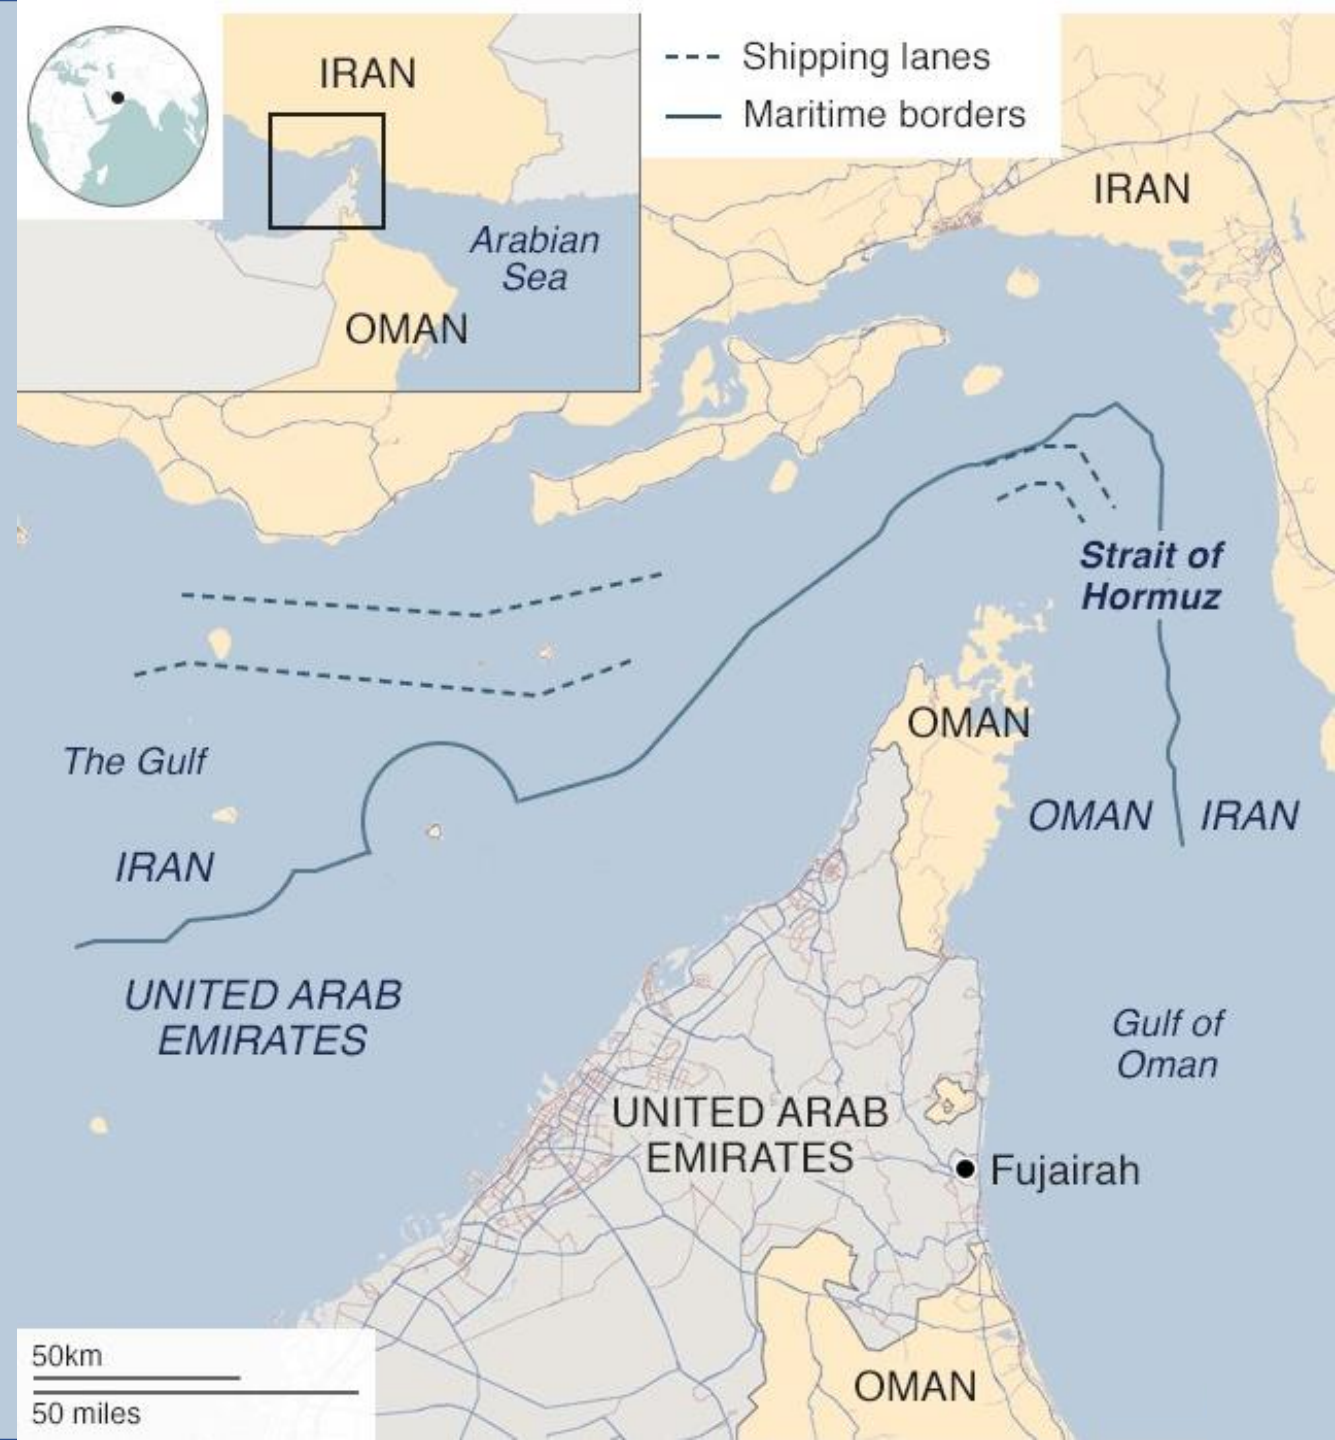 IRAN
Arabian
Sea
OMAN
Shipping lanes
Maritime borders
IRAN
Strait of
Hormuz
OMAN
The Gulf
OMAN
IRAN
IRAN
UNITED ARAB
EMIRATES
Gulf of
Oman
UNITED ARAB
EMIRATES
Fujairah
OMAN
50km
50 miles